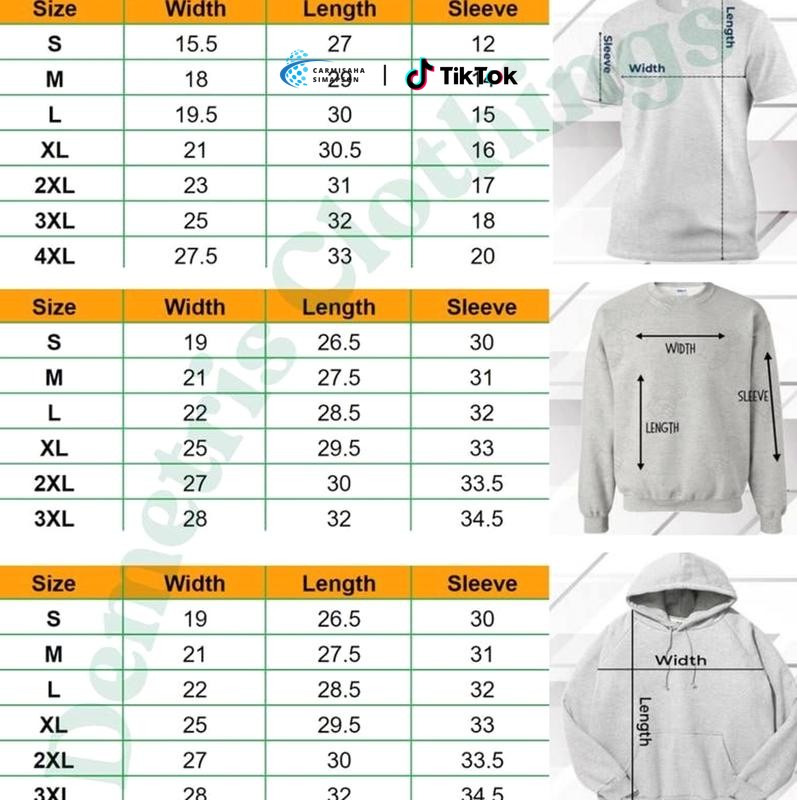 Size Width Length Sleeve
S 15.5 27 12
M 18 29
L 19.5 30 15
XL 21 30.5 16
2XL 23 31 17
3XL 25 32 18
4XL 27.5 33 20
CARMISAHA
SIMAPSON
TikTok
Length
Sleeve
Width
Size Width Length Sleeve
S 19 26.5 30
M 21 27.5 31
L 22 28.5 32
XL 25 29.5 33
2XL 27 30 33.5
3XL 28 32 34.5
WIDTH
SLEEVE
LENGTH
Size Width Length Sleeve
S 19 26.5 30
M 21 27.5 31
L 22 28.5 32
XL 25 29.5 33
2XL 27 30 33.5
3XL 28 32 34.5
Width
Length
Demetris Clothings